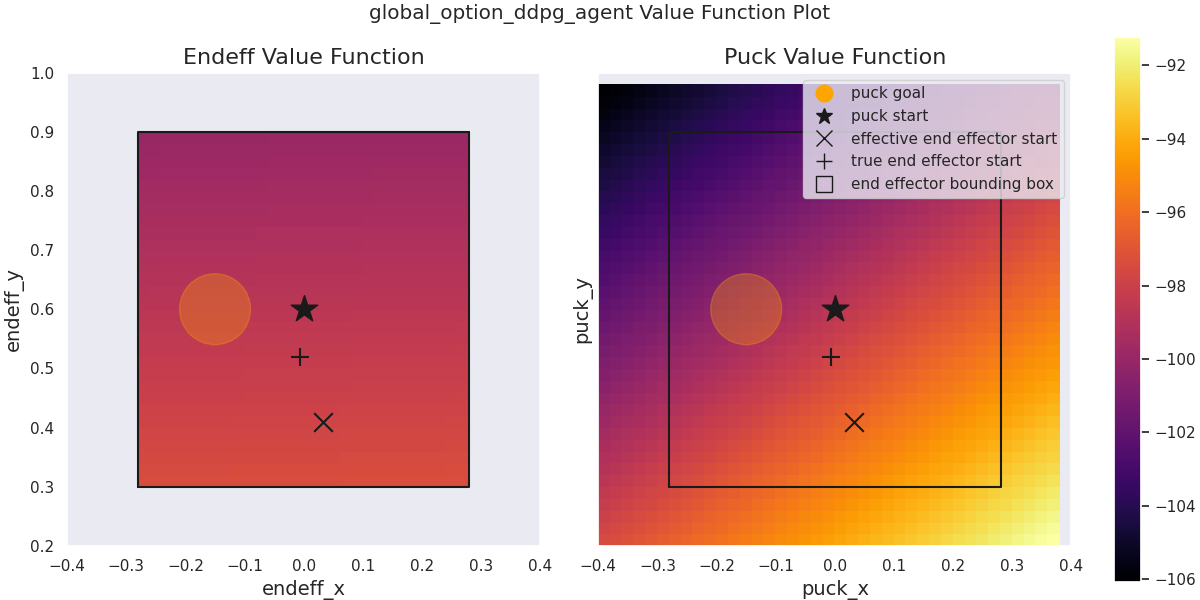 global_option_ddpg_agent Value Function Plot
Endeff Value Function
1.0
0.9
0.8
0.7
0.6
0.5
0.4
0.3
0.2
endeff_y
−0.4 −0.3 −0.2 −0.1 0.0 0.1 0.2 0.3 0.4
endeff_x
Puck Value Function
puck goal
puck start
effective end effector start
true end effector start
end effector bounding box
puck_y
−0.4 −0.3 −0.2 −0.1 0.0 0.1 0.2 0.3 0.4
puck_x
−92
−94
−96
−98
−100
−102
−104
−106